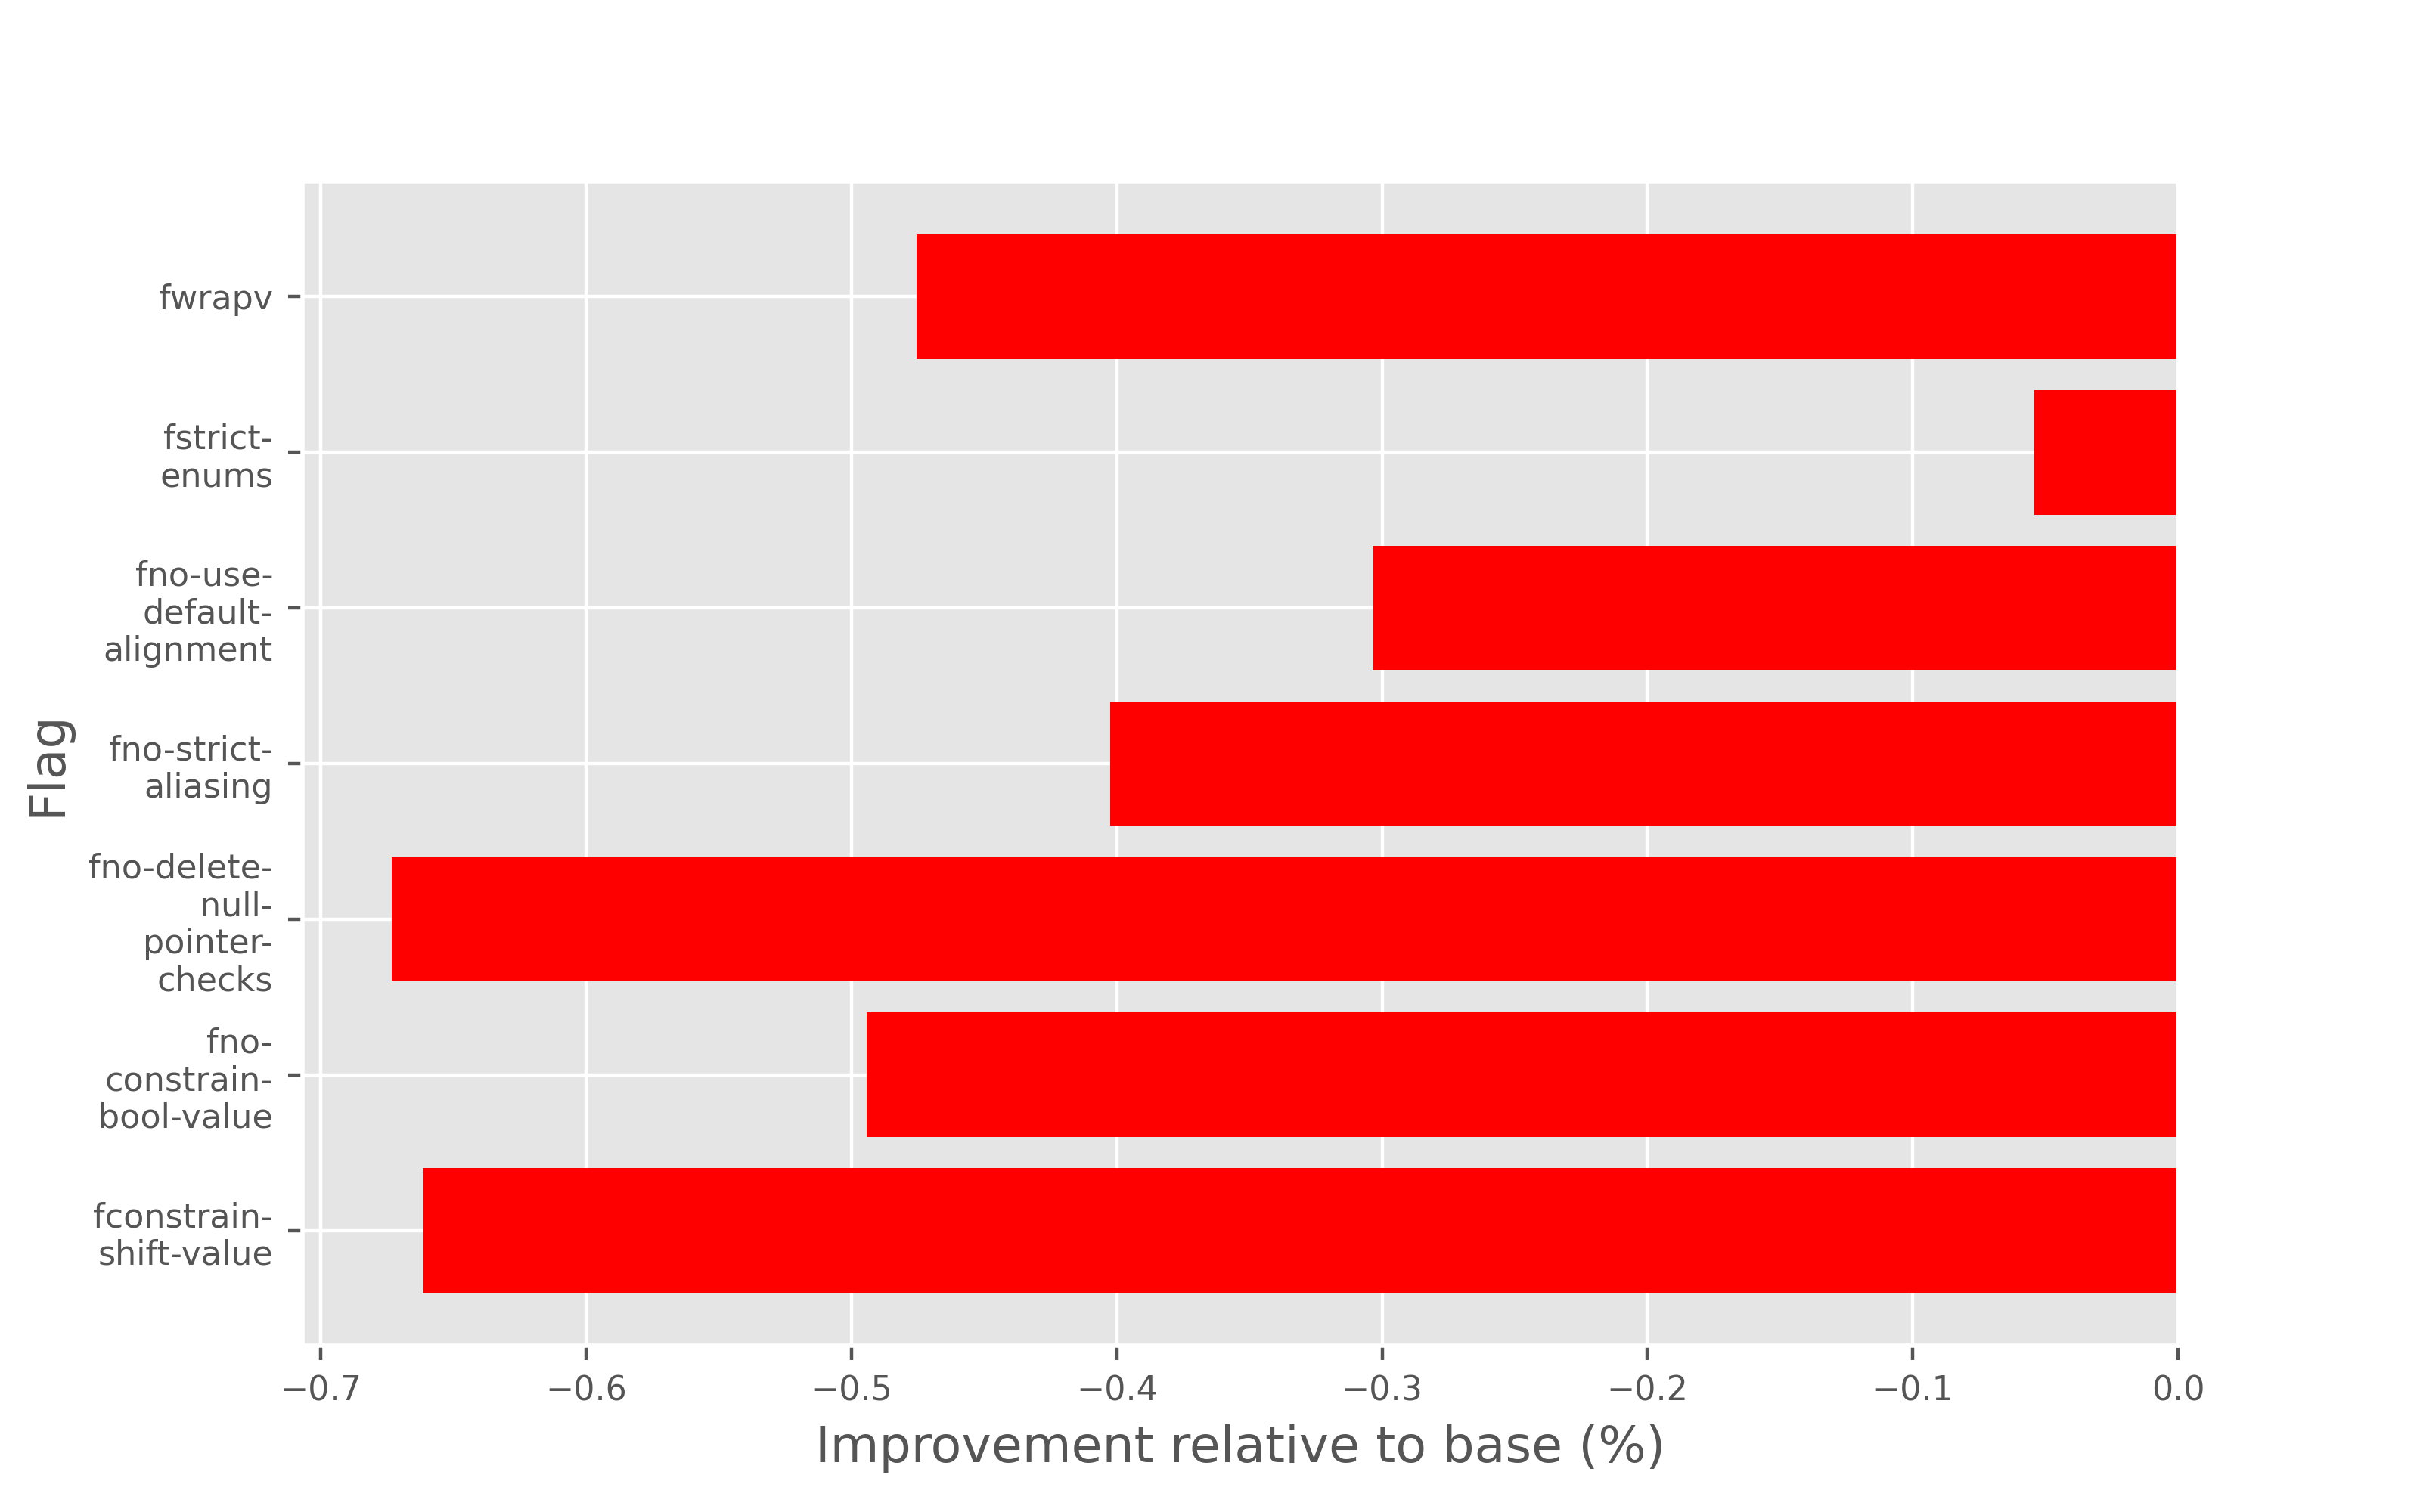 fwrapv
fstrict-
enums
fno-use-
default-
alignment
fno-strict-
aliasing
fno-delete-
null-
pointer-
checks
fno-
constrain-
bool-value
fconstrain-
shift-value
Flag
−0.7 −0.6 −0.5 −0.4 −0.3 −0.2 −0.1 0.0
Improvement relative to base (%)